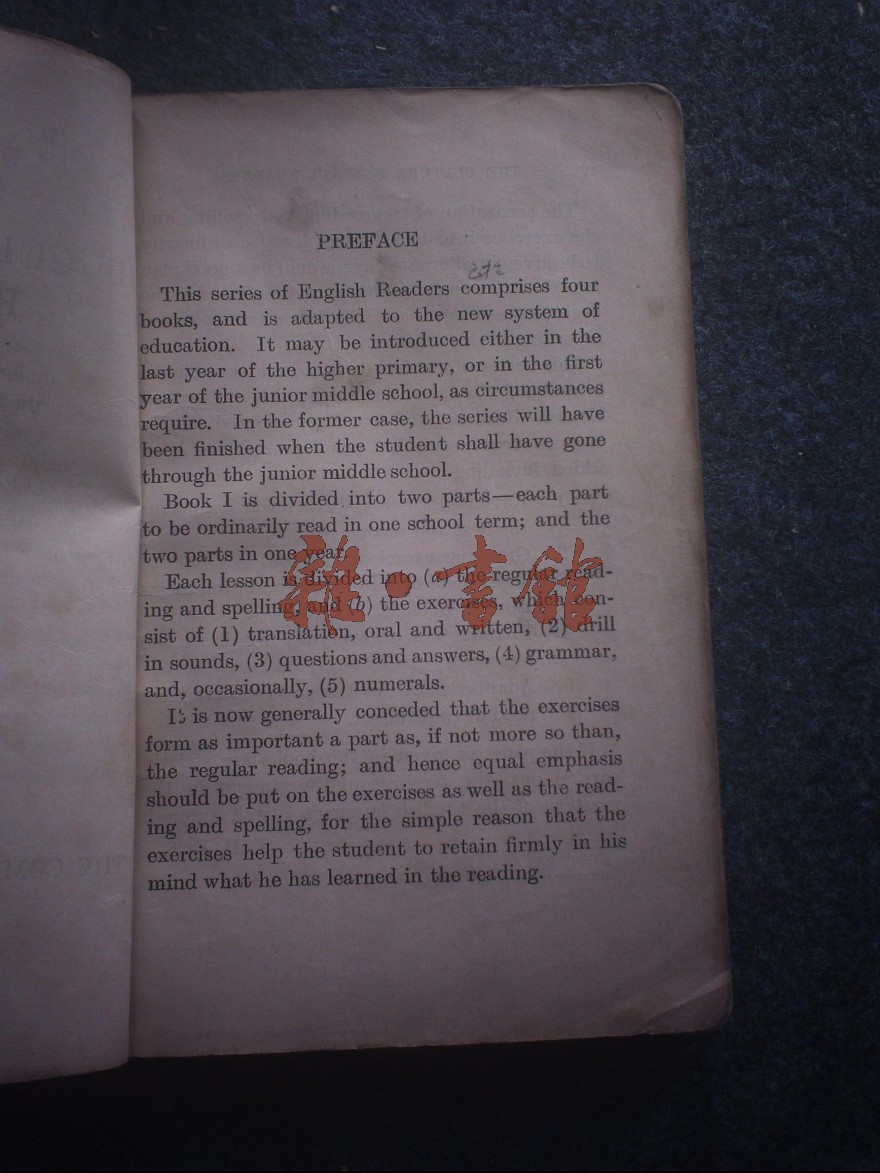 PREFACE
This series of English Readers comprises four
books, and is adapted to the new system of
education. It may be introduced either in the
last year of the higher primary, or in the first
year of the junior middle school, as circumstances
require. In the former case, the series will have
been finished when the student shall have gone
through the junior middle school.
Book I is divided into two parts—each part
to be ordinarily read in one school term; and the
two parts in one year.
Each lesson is divided into (a) the regular read-
ing and spelling, and (b) the exercises, which con-
sist of (1) translation, oral and written, (2) drill
in sounds, (3) questions and answers, (4) grammar,
and, occasionally, (5) numerals.
It is now generally conceded that the exercises
form as important a part as, if not more so than,
the regular reading; and hence equal emphasis
should be put on the exercises as well as the read-
ing and spelling, for the simple reason that the
exercises help the student to retain firmly in his
mind what he has learned in the reading.
雜·書館